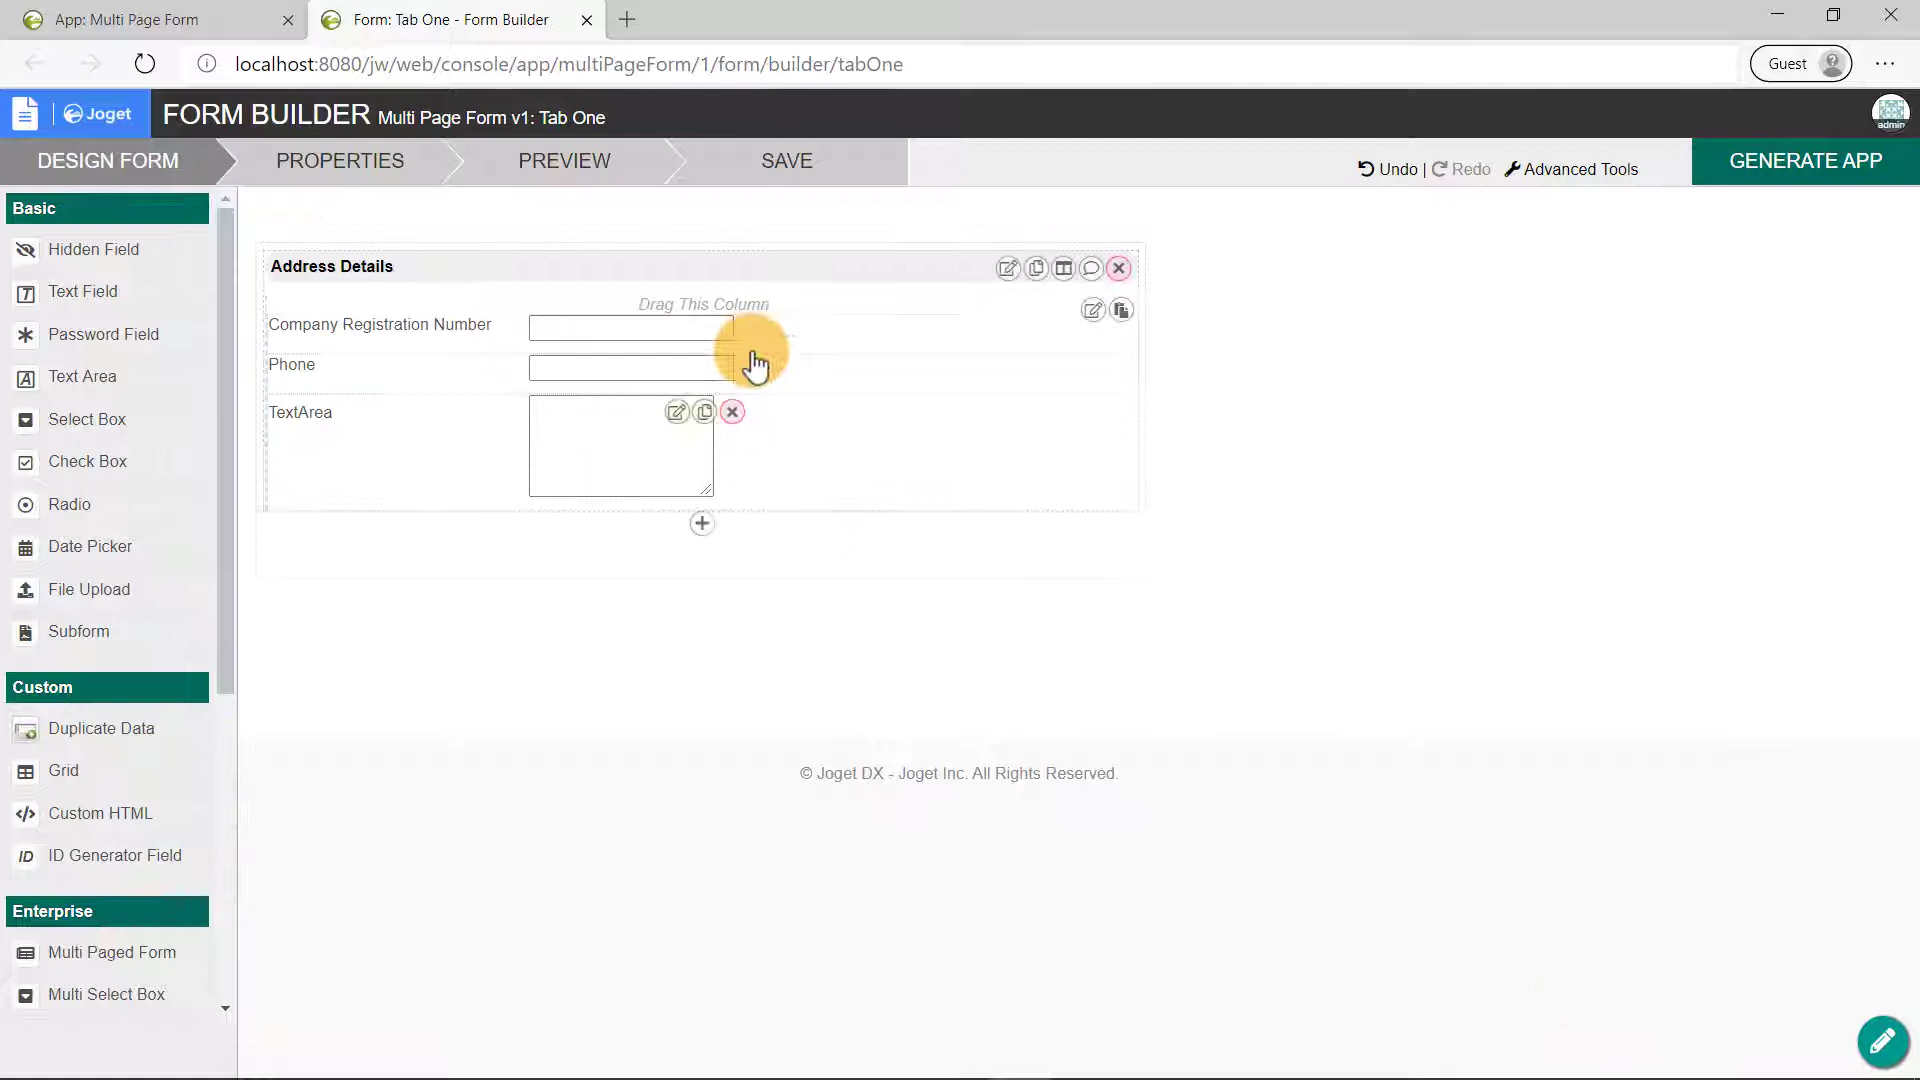 App: Multi Page Form
Form: Tab One - Form Builder
localhost:8080/jw/web/console/app/multiPageForm/1/form/builder/tabOne
Guest
Joget
FORM BUILDER Multi Page Form v1: Tab One
admin
DESIGN FORM
PROPERTIES
PREVIEW
SAVE
Undo | Redo Advanced Tools
GENERATE APP
Basic
Hidden Field
Text Field
Password Field
Text Area
Select Box
Check Box
Radio
Date Picker
File Upload
Subform
Custom
Duplicate Data
Grid
Custom HTML
ID ID Generator Field
Enterprise
Multi Paged Form
Multi Select Box
Address Details
Drag This Column
Company Registration Number
Phone
TextArea
© Joget DX - Joget Inc. All Rights Reserved.